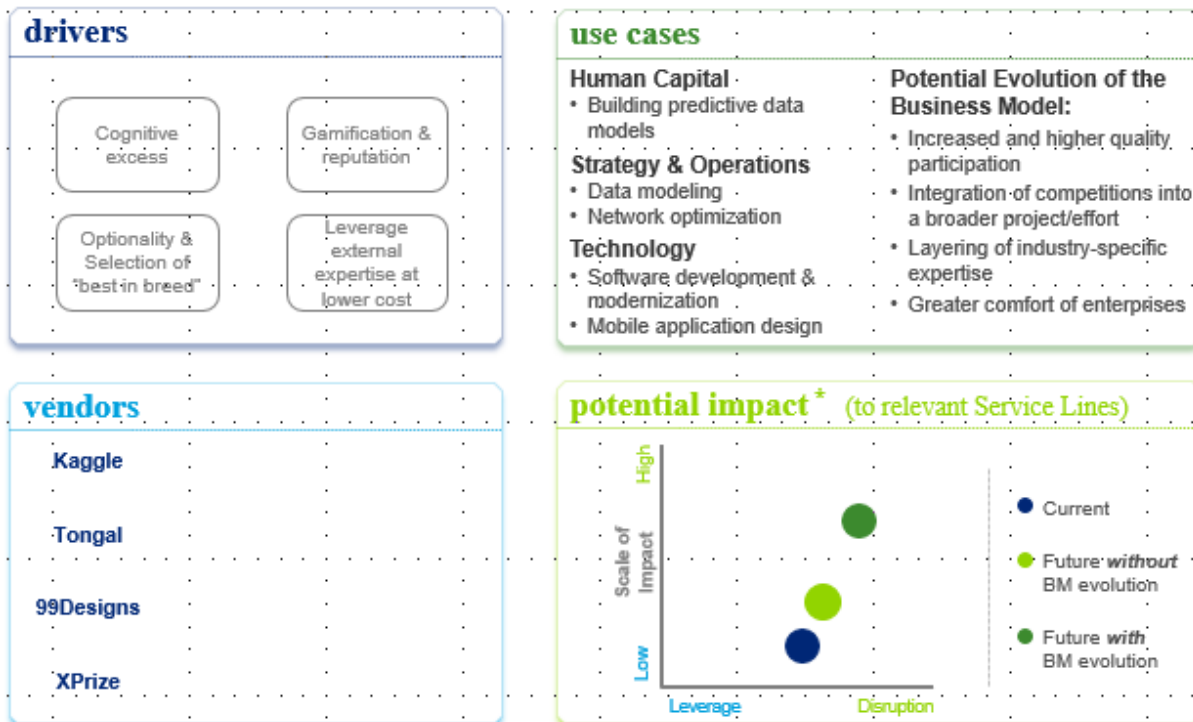 drivers
Cognitive
excess
Gamification &
reputation
Optionality &
Selection of
"best in breed"
Leverage
external
expertise at
lower cost
use cases
Human Capital
• Building predictive data
models
Strategy & Operations
• Data modeling
• Network optimization
Technology
• Software development &
modernization
• Mobile application design
Potential Evolution of the
Business Model:
• Increased and higher quality
participation
• Integration of competitions into
a broader project/effort
• Layering of industry-specific
expertise
• Greater comfort of enterprises
vendors
Kaggle
Tongal
99Designs
XPrize
potential impact* (to relevant Service Lines)
High
Scale of
Impact
Low
Leverage
Disruption
Current
Future without
BM evolution
Future with
BM evolution